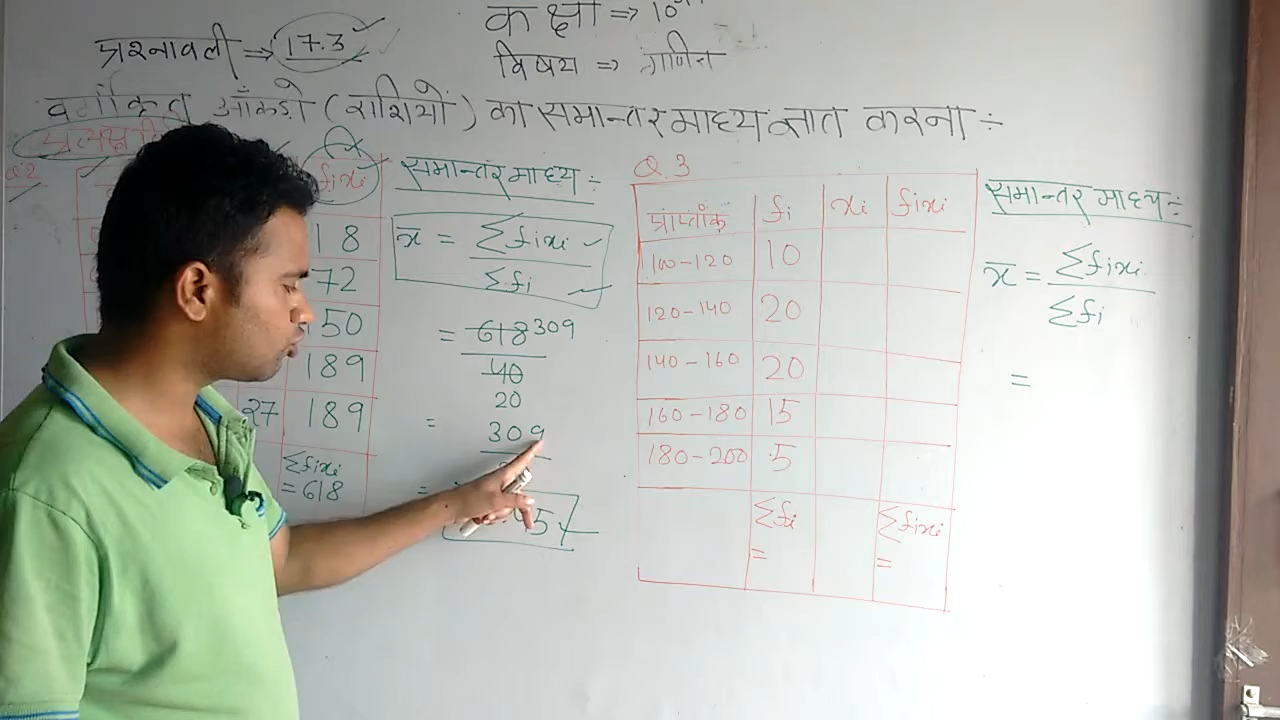 कक्षा ⇒ 10
प्रश्नावली ⇒ 17.3
विषय ⇒ गणित
वर्गीकृत आँकडो (राशियों) का समान्तर माध्य ज्ञात करना ÷
Q.2
fixi
18
72
50
189
27 189
Σfixi
= 618
समान्तर माध्य ÷
x̄ = Σfixi / Σfi
= 618 309
40
20
= 309
=
Q.3
प्राप्तांक fi xi fixi
100-120 10
120-140 20
140-160 20
160-180 15
180-200 5
Σfi Σfixi
= =
समान्तर माध्य ÷
x̄ = Σfixi / Σfi
=